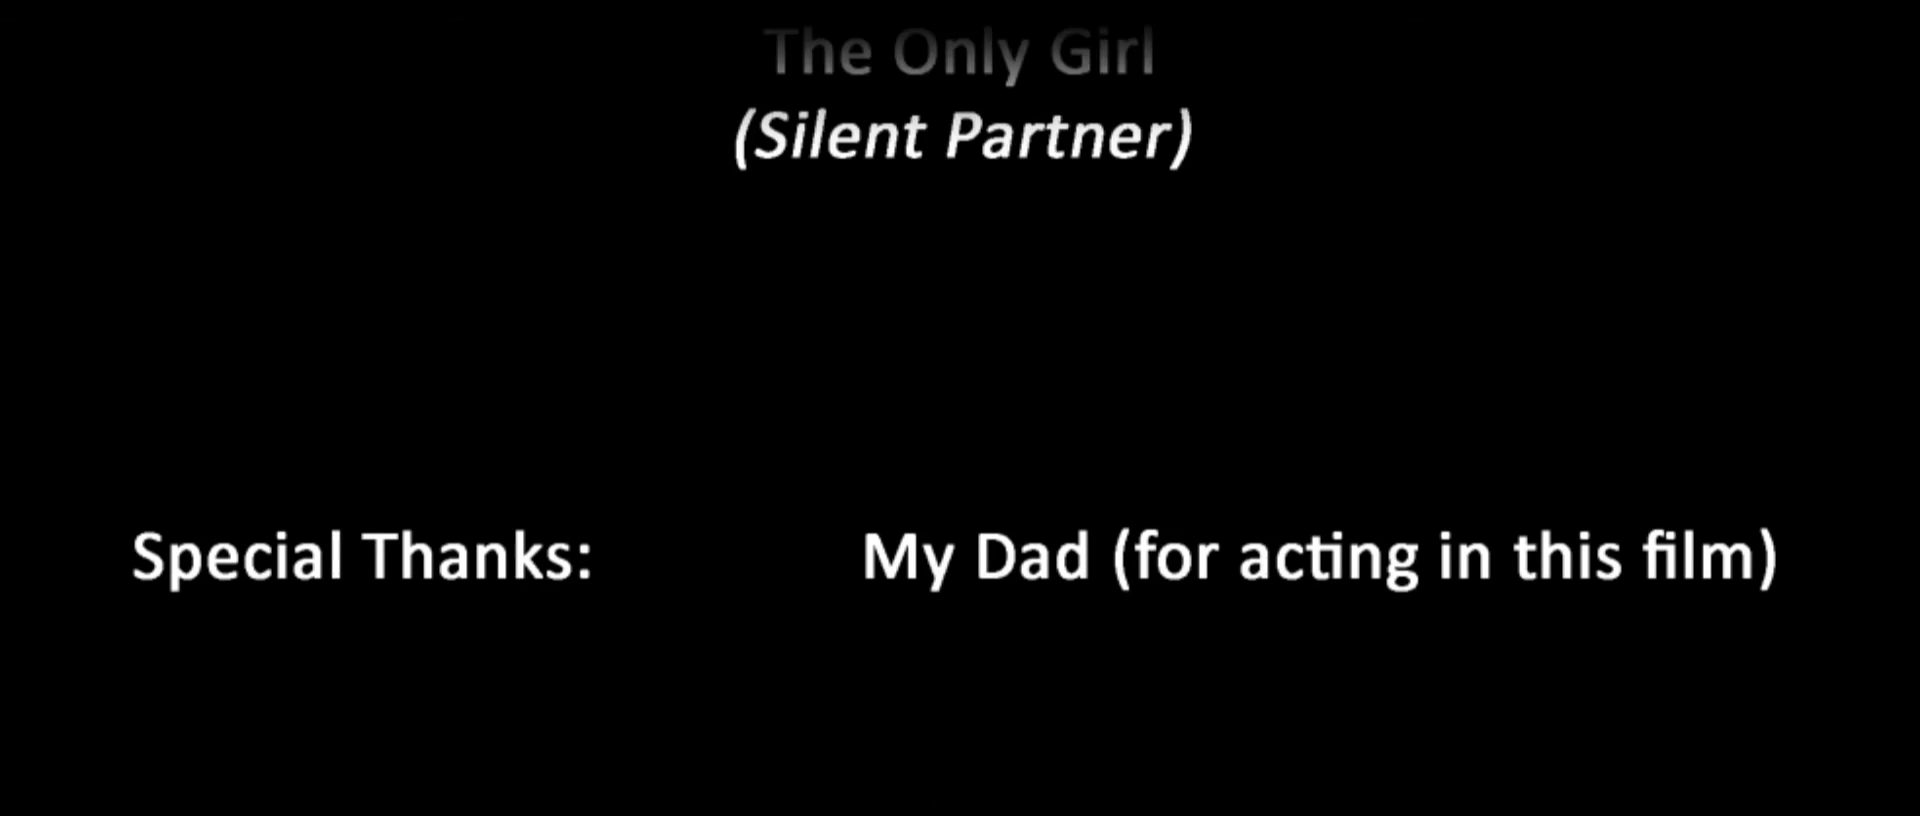 The Only Girl
(Silent Partner)
Special Thanks: My Dad (for acting in this film)